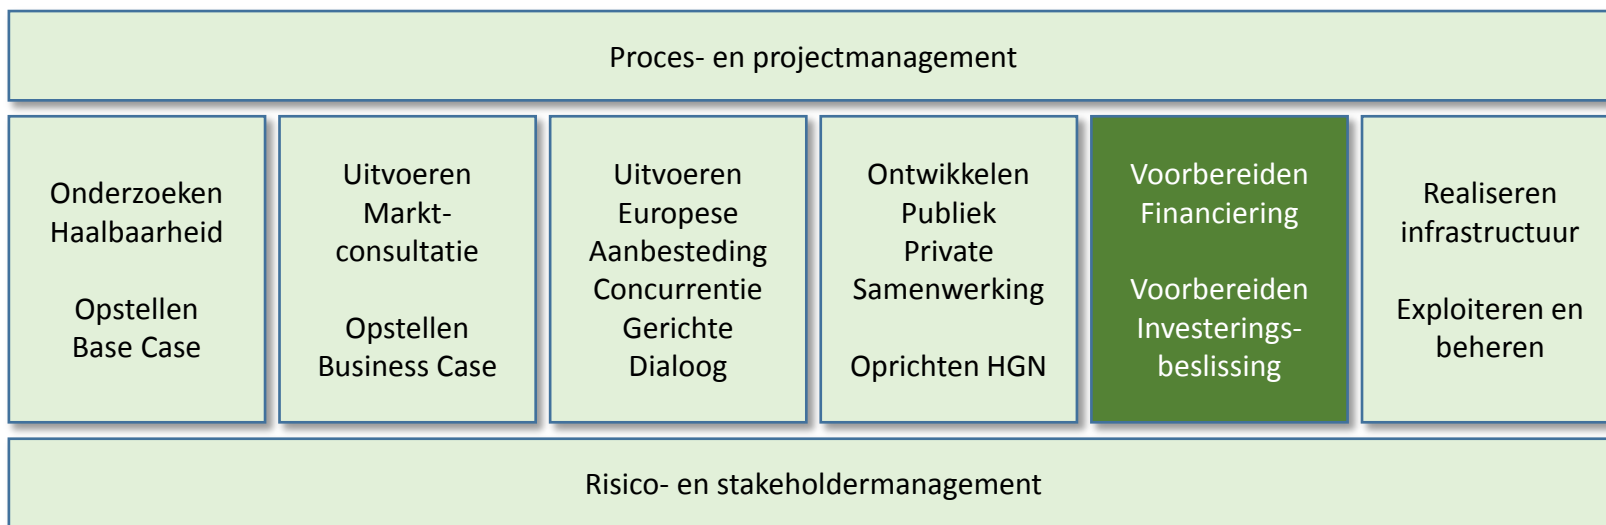 Proces- en projectmanagement
Onderzoeken
Haalbaarheid
Opstellen
Base Case
Uitvoeren
Markt-
consultatie
Opstellen
Business Case
Uitvoeren
Europese
Aanbesteding
Concurrentie
Gerichte
Dialoog
Ontwikkelen
Publiek
Private
Samenwerking
Oprichten HGN
Voorbereiden
Financiering
Voorbereiden
Investerings-
beslissing
Realiseren
infrastructuur
Exploiteren en
beheren
Risico- en stakeholdermanagement